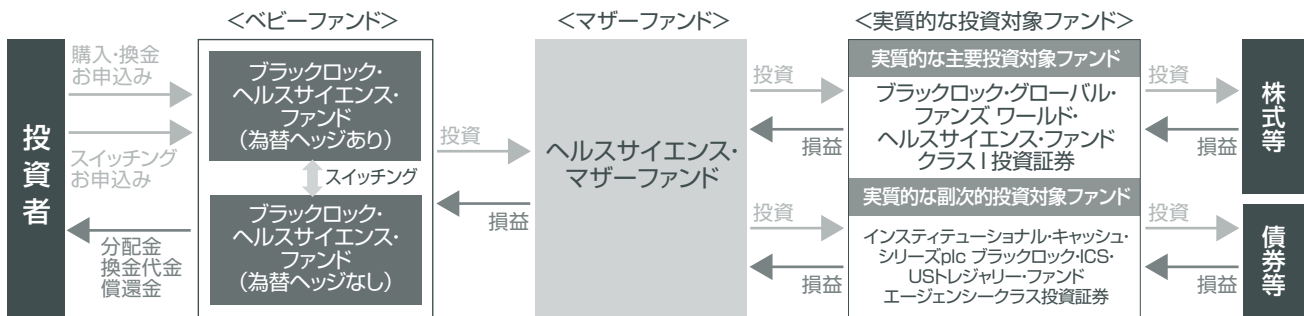 <ベビーファンド>
<マザーファンド>
<実質的な投資対象ファンド>
投資者
購入・換金
お申込み
スイッチング
お申込み
分配金
換金代金
償還金
ブラックロック・
ヘルスサイエンス・
ファンド
(為替ヘッジあり)
スイッチング
ブラックロック・
ヘルスサイエンス・
ファンド
(為替ヘッジなし)
投資
損益
ヘルスサイエンス・
マザーファンド
投資
損益
投資
損益
実質的な主要投資対象ファンド
ブラックロック・グローバル・
ファンズ ワールド・
ヘルスサイエンス・ファンド
クラスI投資証券
実質的な副次的投資対象ファンド
インスティテューショナル・キャッシュ・
シリーズplc ブラックロック・ICS・
USトレジャリー・ファンド
エージェンシークラス投資証券
投資
損益
投資
損益
株式等
債券等